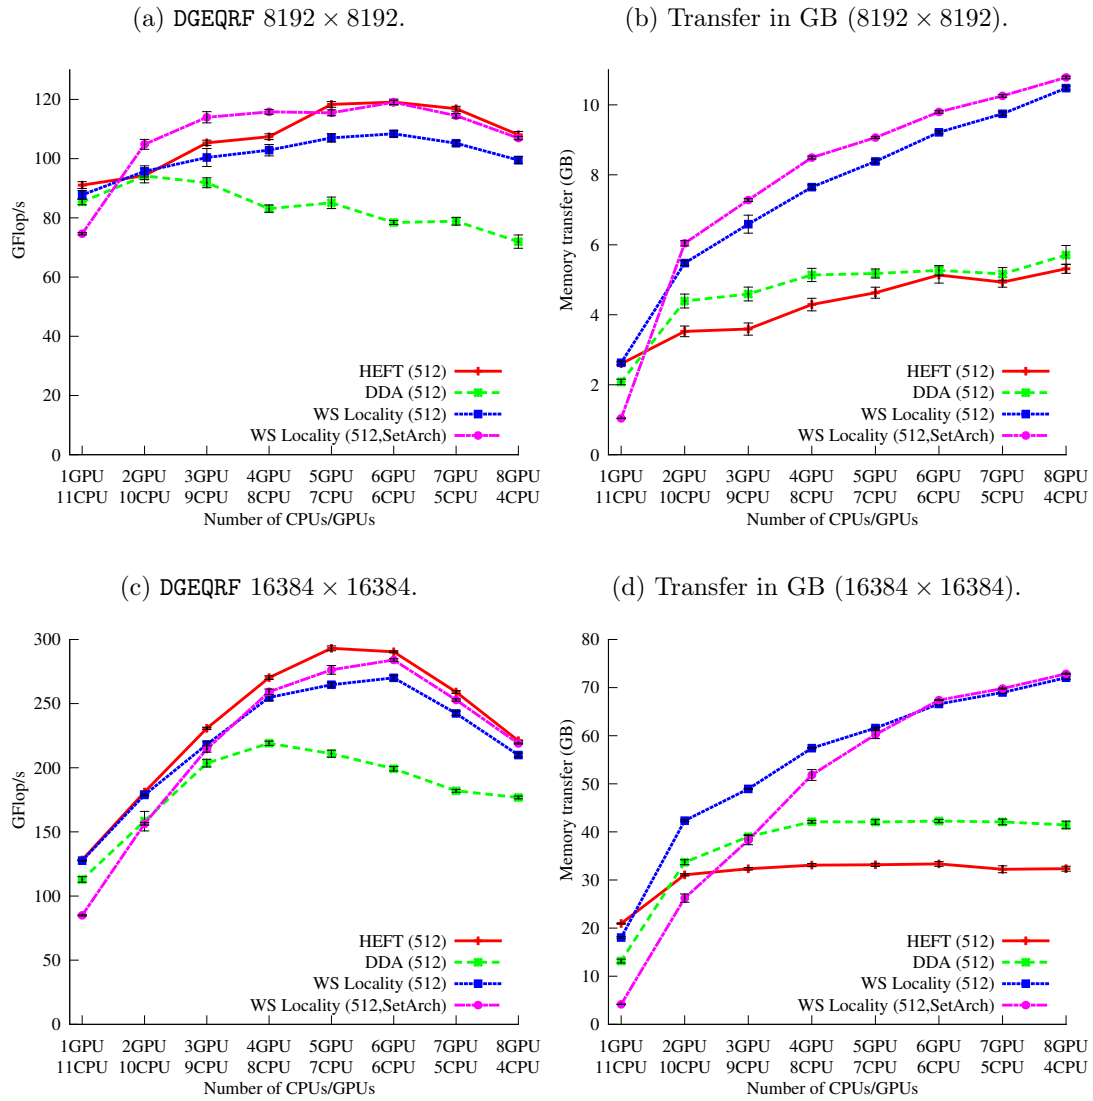 (a) DGEQRF 8192 × 8192.
120
100
80
60
40
20
0
GFlop/s
HEFT (512)
DDA (512)
WS Locality (512)
WS Locality (512,SetArch)
1GPU 2GPU 3GPU 4GPU 5GPU 6GPU 7GPU 8GPU
11CPU 10CPU 9CPU 8CPU 7CPU 6CPU 5CPU 4CPU
Number of CPUs/GPUs
(b) Transfer in GB (8192 × 8192).
10
8
6
4
2
0
Memory transfer (GB)
HEFT (512)
DDA (512)
WS Locality (512)
WS Locality (512,SetArch)
1GPU 2GPU 3GPU 4GPU 5GPU 6GPU 7GPU 8GPU
11CPU 10CPU 9CPU 8CPU 7CPU 6CPU 5CPU 4CPU
Number of CPUs/GPUs
(c) DGEQRF 16384 × 16384.
300
250
200
150
100
50
0
GFlop/s
HEFT (512)
DDA (512)
WS Locality (512)
WS Locality (512,SetArch)
1GPU 2GPU 3GPU 4GPU 5GPU 6GPU 7GPU 8GPU
11CPU 10CPU 9CPU 8CPU 7CPU 6CPU 5CPU 4CPU
Number of CPUs/GPUs
(d) Transfer in GB (16384 × 16384).
80
70
60
50
40
30
20
10
0
Memory transfer (GB)
HEFT (512)
DDA (512)
WS Locality (512)
WS Locality (512,SetArch)
1GPU 2GPU 3GPU 4GPU 5GPU 6GPU 7GPU 8GPU
11CPU 10CPU 9CPU 8CPU 7CPU 6CPU 5CPU 4CPU
Number of CPUs/GPUs